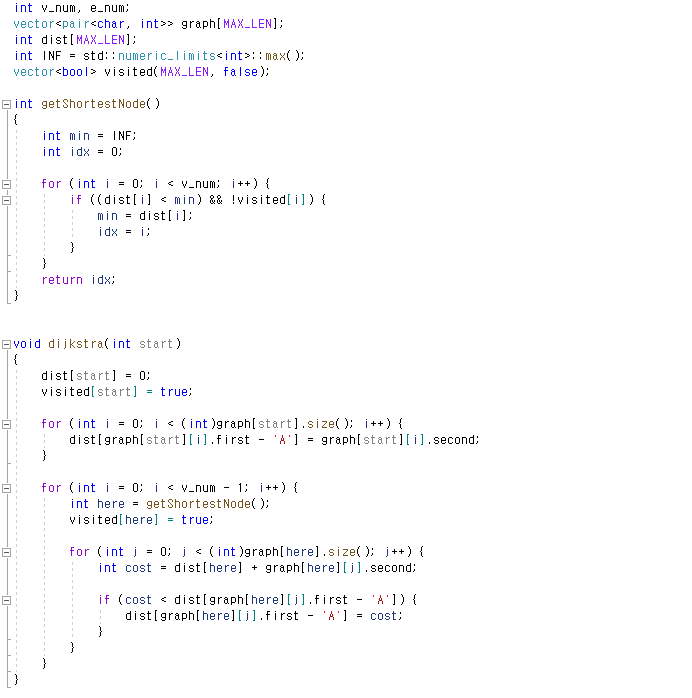 int v_num, e_num;
vector<pair<char, int>> graph[MAX_LEN];
int dist[MAX_LEN];
int INF = std::numeric_limits<int>::max();
vector<bool> visited(MAX_LEN, false);
int getShortestNode()
{
int min = INF;
int idx = 0;
for (int i = 0; i < v_num; i++) {
if ((dist[i] < min) && !visited[i]) {
min = dist[i];
idx = i;
}
}
return idx;
}
void dijkstra(int start)
{
dist[start] = 0;
visited[start] = true;
for (int i = 0; i < (int)graph[start].size(); i++) {
dist[graph[start][i].first - 'A'] = graph[start][i].second;
}
for (int i = 0; i < v_num - 1; i++) {
int here = getShortestNode();
visited[here] = true;
for (int j = 0; j < (int)graph[here].size(); j++) {
int cost = dist[here] + graph[here][j].second;
if (cost < dist[graph[here][j].first - 'A']) {
dist[graph[here][j].first - 'A'] = cost;
}
}
}
}